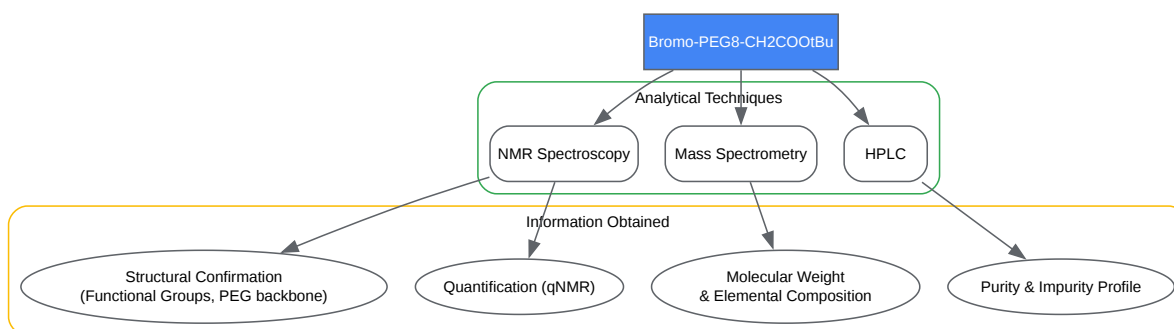 Bromo-PEG8-CH2COOtBu
Analytical Techniques
NMR Spectroscopy
Mass Spectrometry
HPLC
Information Obtained
Structural Confirmation
(Functional Groups, PEG backbone)
Quantification (qNMR)
Molecular Weight
& Elemental Composition
Purity & Impurity Profile